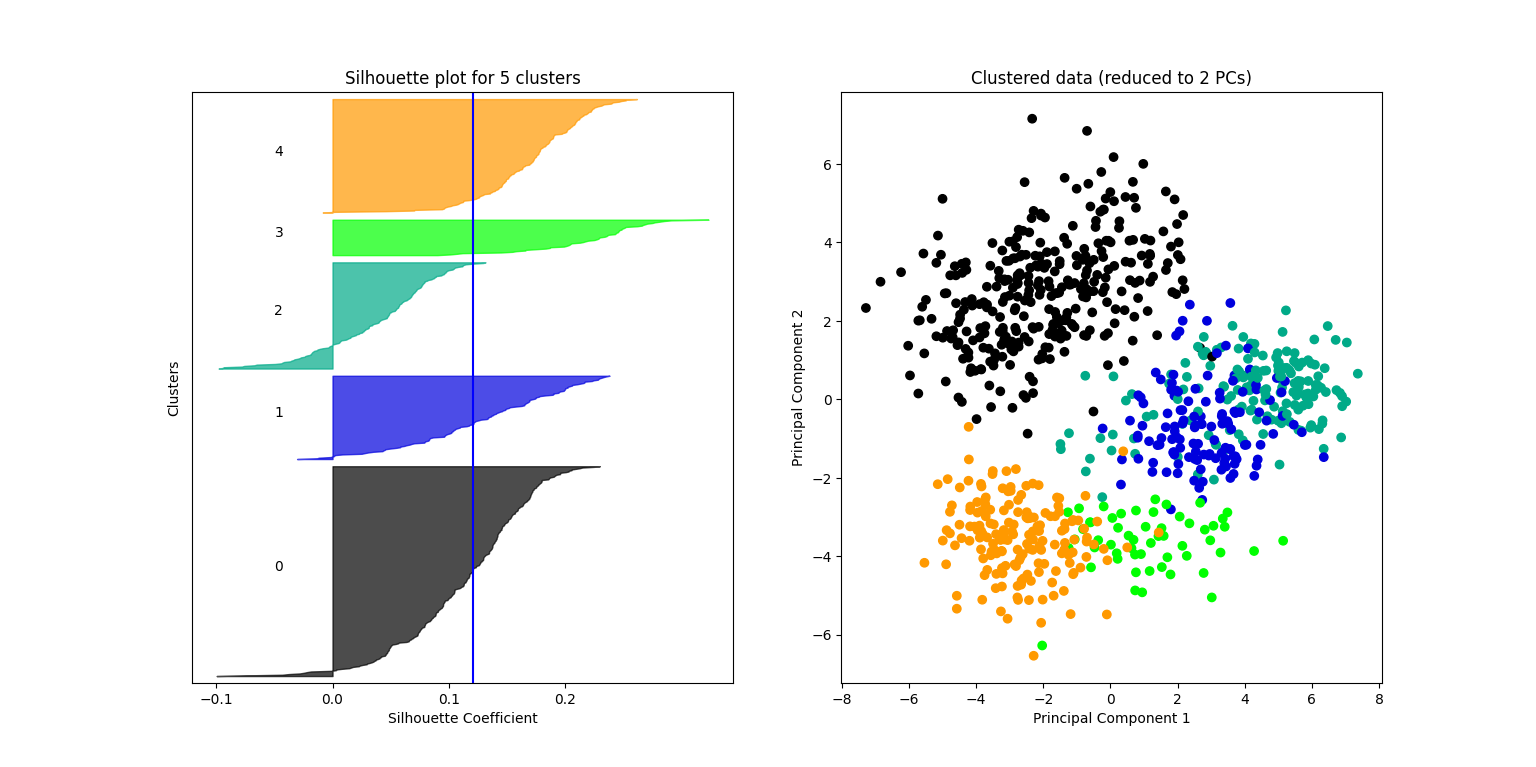 Silhouette plot for 5 clusters
Clusters
4
3
2
1
0
−0.1 0.0 0.1 0.2
Silhouette Coefficient
Clustered data (reduced to 2 PCs)
Principal Component 2
6
4
2
0
−2
−4
−6
−8 −6 −4 −2 0 2 4 6 8
Principal Component 1